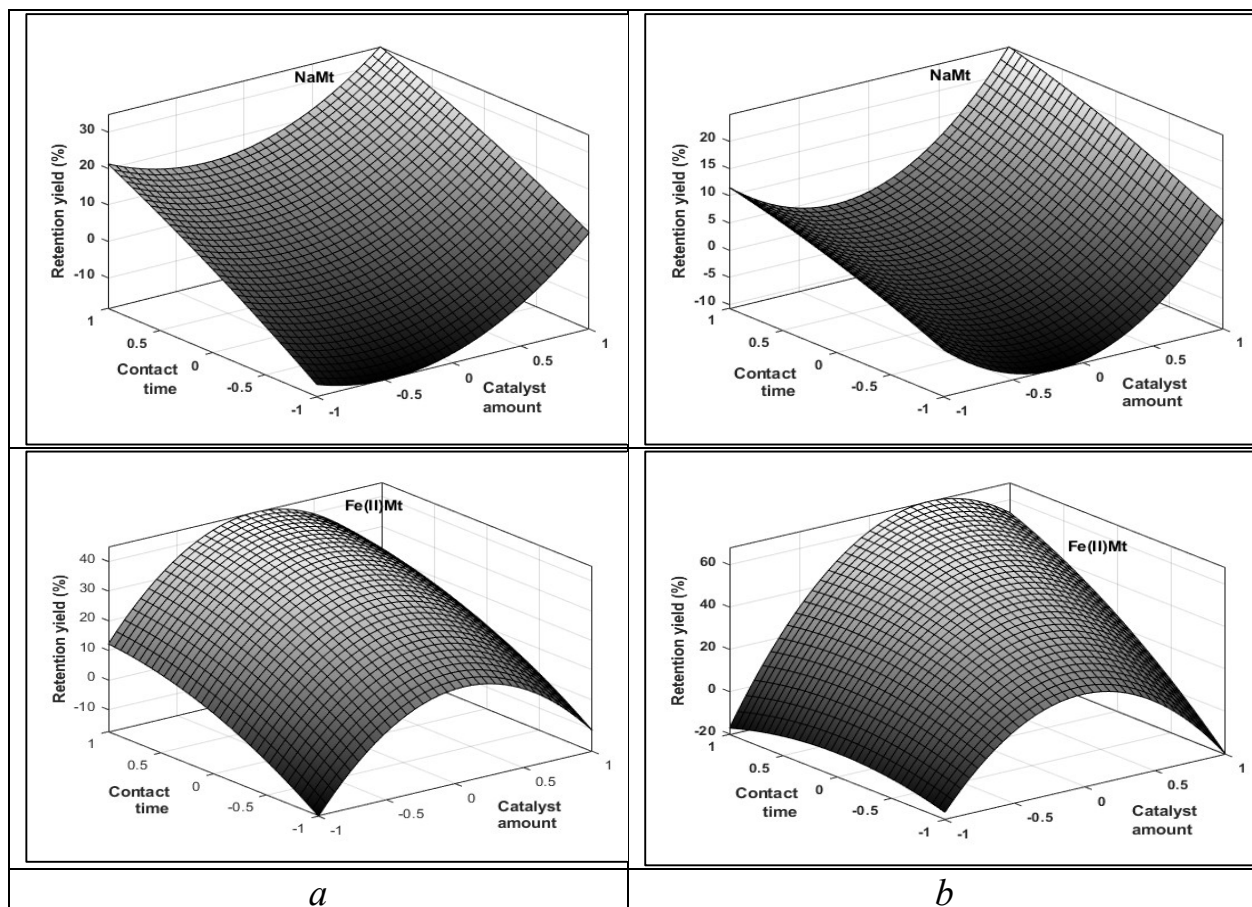 NaMt
Retention yield (%)
30
20
10
0
-10
1
0.5
0
-0.5
-1
Contact
time
-1
-0.5
0
0.5
1
Catalyst
amount
NaMt
Retention yield (%)
20
15
10
5
0
-5
-10
1
0.5
0
-0.5
-1
Contact
time
-1
-0.5
0
0.5
1
Catalyst
amount
Fe(II)Mt
Retention yield (%)
40
30
20
10
0
-10
1
0.5
0
-0.5
-1
Contact
time
-1
-0.5
0
0.5
1
Catalyst
amount
Fe(II)Mt
Retention yield (%)
60
40
20
0
-20
1
0.5
0
-0.5
-1
Contact
time
-1
-0.5
0
0.5
1
Catalyst
amount
a
b